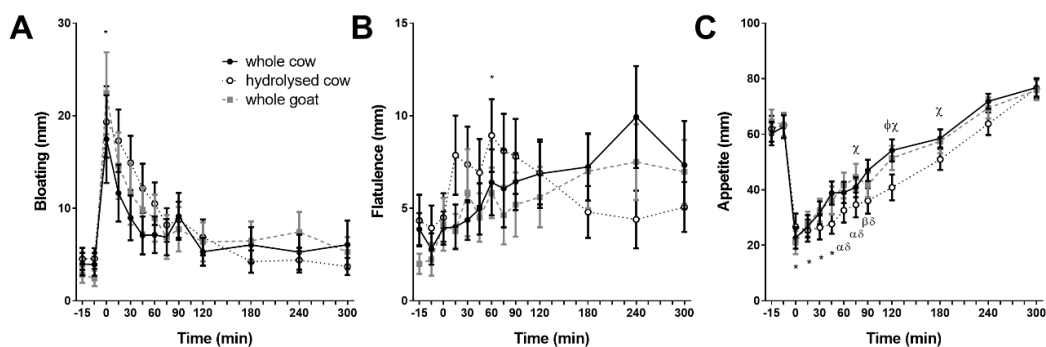 A
Bloating (mm)
30
20
10
0
*
whole cow
hydrolysed cow
whole goat
-15 0 30 60 90 120 180 240 300
Time (min)
B
Flatulence (mm)
15
10
5
0
*
-15 0 30 60 90 120 180 240 300
Time (min)
C
Appetite (mm)
100
80
60
40
20
0
* * * *
αδ
αδ
βδ
χ
ϕχ
χ
-15 0 30 60 90 120 180 240 300
Time (min)